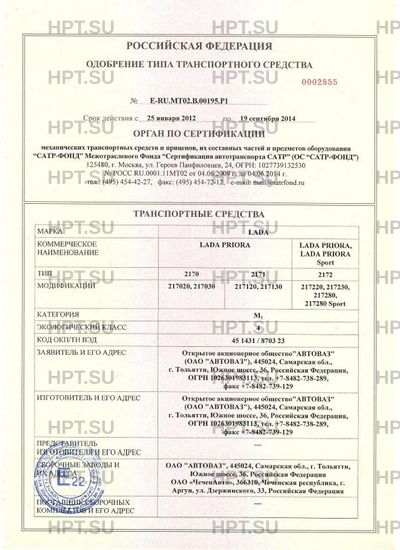 РОССИЙСКАЯ ФЕДЕРАЦИЯ
ОДОБРЕНИЕ ТИПА ТРАНСПОРТНОГО СРЕДСТВА
0002855
№ E-RU.MT02.B.00195.P1
Срок действия с 25 января 2012 по 19 сентября 2014
ОРГАН ПО СЕРТИФИКАЦИИ
механических транспортных средств и прицепов, их составных частей и предметов оборудования
"САТР-ФОНД" Межотраслевого Фонда "Сертификация автотранспорта САТР" (ОС "САТР-ФОНД")
125480, г. Москва, ул. Героев Панфиловцев, 24, ОГРН: 1027739132530
№ РОСС RU.0001.11МТ02 от 04.06.2009 г. до 04.06.2014 г.
тел.: (495) 454-42-27, факс: (495) 454-72-12, e-mail: mail@satrfond.ru
ТРАНСПОРТНЫЕ СРЕДСТВА
МАРКА LADA
КОММЕРЧЕСКОЕ НАИМЕНОВАНИЕ LADA PRIORA LADA PRIORA, LADA PRIORA Sport
ТИП 2170 2171 2172
МОДИФИКАЦИИ 217020, 217030 217120, 217130 217220, 217230, 217280, 217280 Sport
КАТЕГОРИЯ M1
ЭКОЛОГИЧЕСКИЙ КЛАСС 4
КОД ОКП/ТН ВЭД 45 1431 / 8703 23
ЗАЯВИТЕЛЬ И ЕГО АДРЕС Открытое акционерное общество "АВТОВАЗ"
(ОАО "АВТОВАЗ"), 445024, Самарская обл.,
г. Тольятти, Южное шоссе, 36, Российская Федерация,
ОГРН 1026301983113, тел. +7-8482-738-289,
факс +7-8482-739-129
ИЗГОТОВИТЕЛЬ И ЕГО АДРЕС Открытое акционерное общество "АВТОВАЗ"
(ОАО "АВТОВАЗ"), 445024, Самарская обл.,
г. Тольятти, Южное шоссе, 36, Российская Федерация,
ОГРН 1026301983113, тел. +7-8482-738-289,
факс +7-8482-739-129
ПРЕДСТАВИТЕЛЬ ИЗГОТОВИТЕЛЯ И ЕГО АДРЕС —
СБОРОЧНЫЕ ЗАВОДЫ И ИХ АДРЕСА ОАО "АВТОВАЗ", 445024, Самарская обл., г. Тольятти,
Южное шоссе, 36, Российская Федерация
ОАО "ЧеченАвто", 366300, Чеченская республика, г.
Аргун, ул. Дзержинского, 33, Российская Федерация
ПОСТАВЩИК СБОРОЧНЫХ КОМПЛЕКТОВ И ЕГО АДРЕС —
E 22
HPT.SU